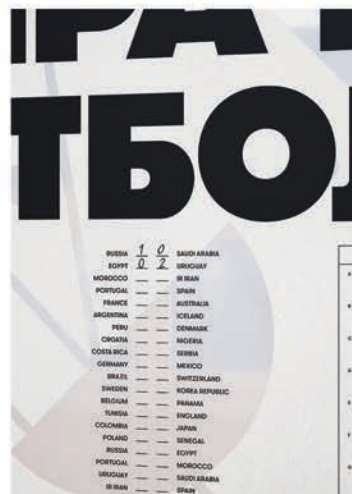 ИРА
ТБОЛ
RUSSIA 1 0 SAUDI ARABIA
EGYPT 0 2 URUGUAY
MOROCCO — — IR IRAN
PORTUGAL — — SPAIN
FRANCE — — AUSTRALIA
ARGENTINA — — ICELAND
PERU — — DENMARK
CROATIA — — NIGERIA
COSTA RICA — — SERBIA
GERMANY — — MEXICO
BRAZIL — — SWITZERLAND
SWEDEN — — KOREA REPUBLIC
BELGIUM — — PANAMA
TUNISIA — — ENGLAND
COLOMBIA — — JAPAN
POLAND — — SENEGAL
RUSSIA — — EGYPT
PORTUGAL — — MOROCCO
URUGUAY — — SAUDI ARABIA
IR IRAN — — SPAIN